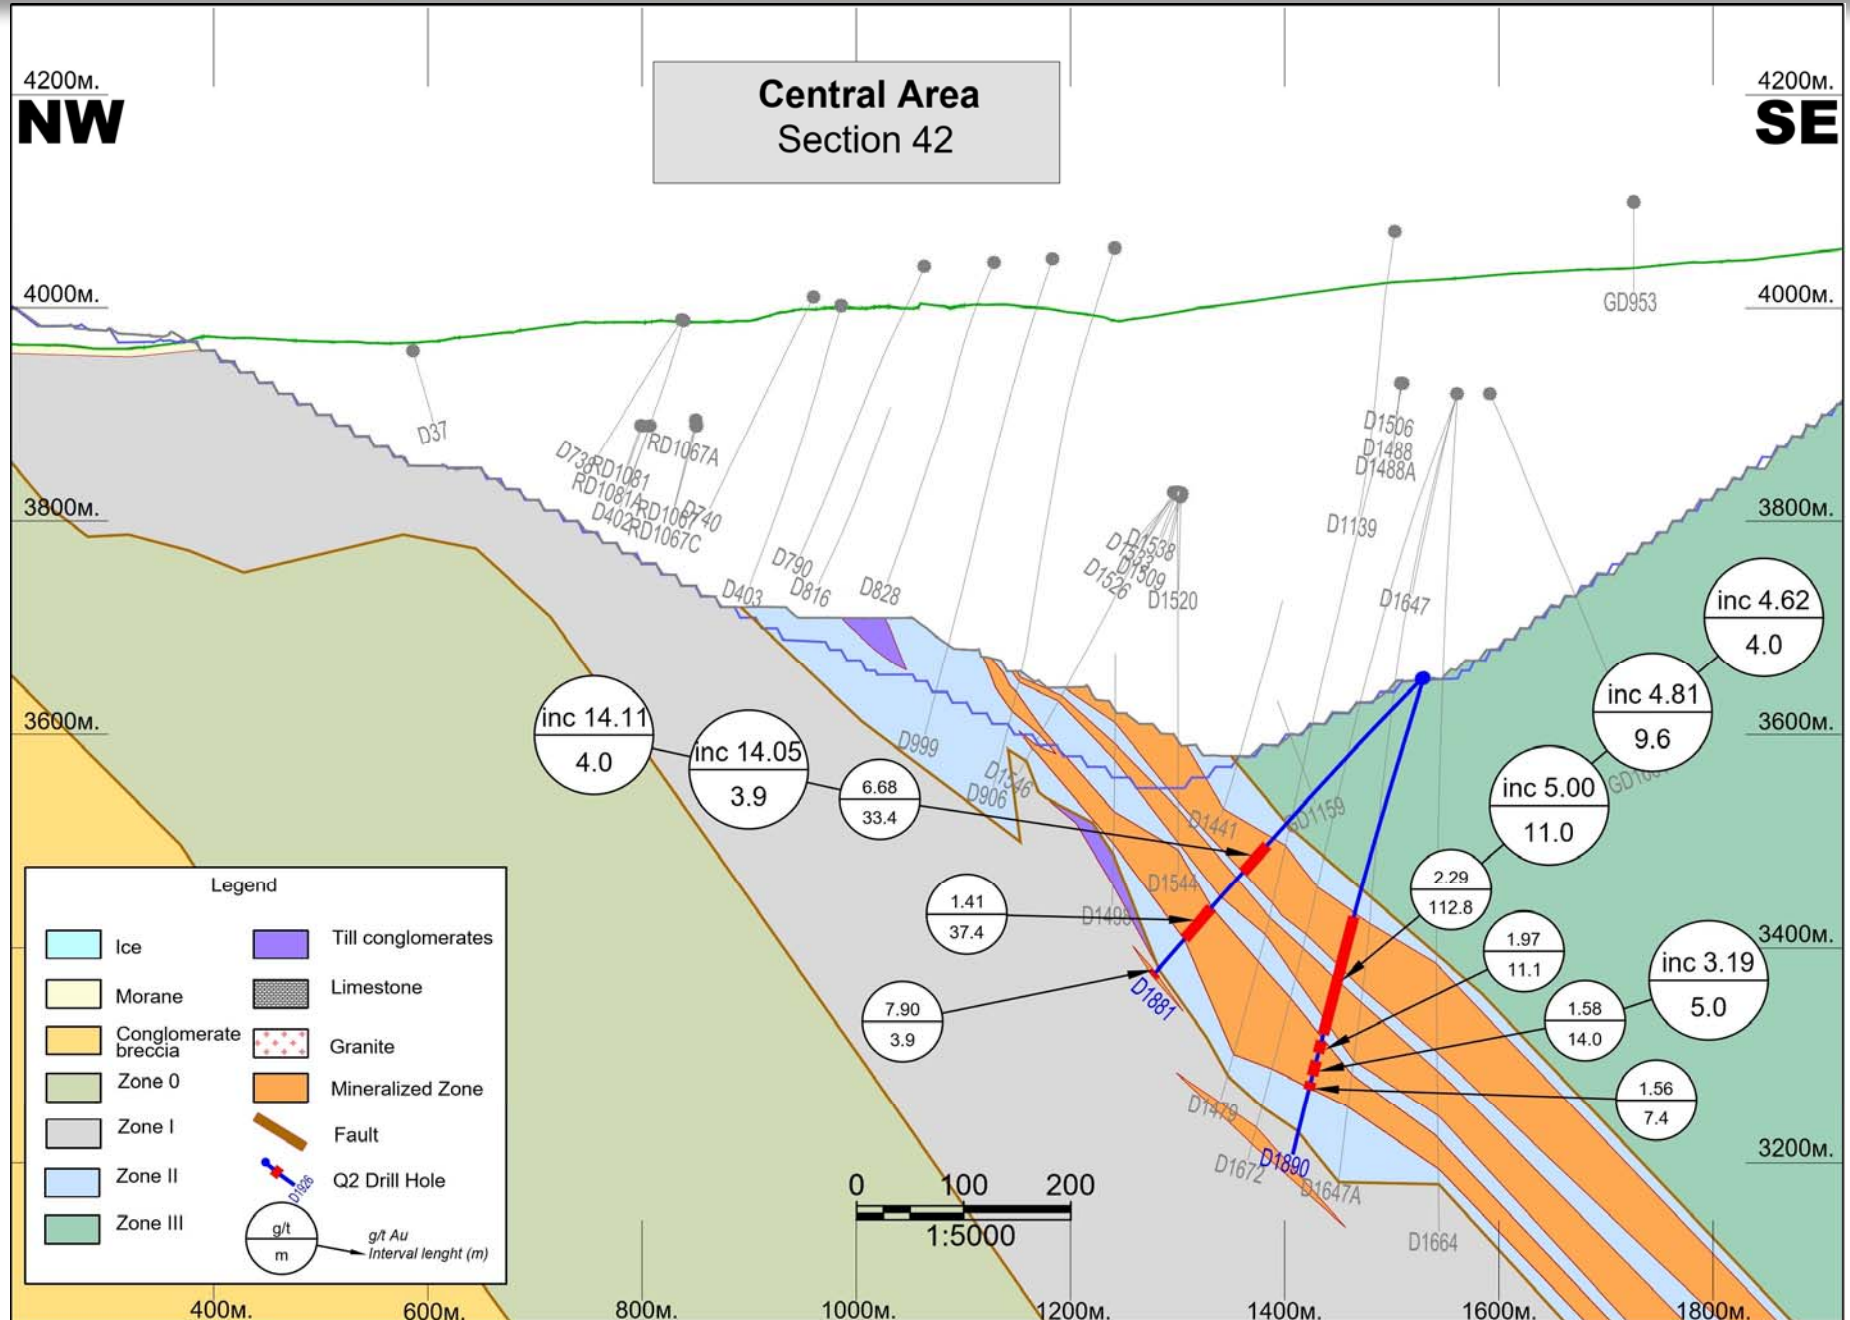 4200м.
4200м.
NW
Central Area
Section 42
SE
4000м.
4000м.
GD953
D37
D1506
D1488
D1488A
RD1067A
RD1081
RD1081A
D402
RD1067
D740
RD1067C
3800м.
3800м.
D1139
D790
D816
D828
D403
D1538
D1509
D1526
D1520
D1647
inc 4.62
4.0
inc 4.81
9.6
3600м.
3600м.
inc 14.11
4.0
inc 14.05
3.9
6.68
33.4
D999
D1546
D906
D1441
GD1159
inc 5.00
11.0
2.29
112.8
1.41
37.4
D1544
3400м.
1.97
11.1
inc 3.19
5.0
D1881
7.90
3.9
1.58
14.0
1.56
7.4
D1479
D1672
D1890
D1647A
D1664
3200м.
Legend
Ice
Morane
Conglomerate
breccia
Zone 0
Zone I
Zone II
Zone III
Till conglomerates
Limestone
Granite
Mineralized Zone
Fault
Q2 Drill Hole
D1926
g/t
m
g/t Au
Interval lenght (m)
0 100 200
1:5000
400м. 600м. 800м. 1000м. 1200м. 1400м. 1600м. 1800м.